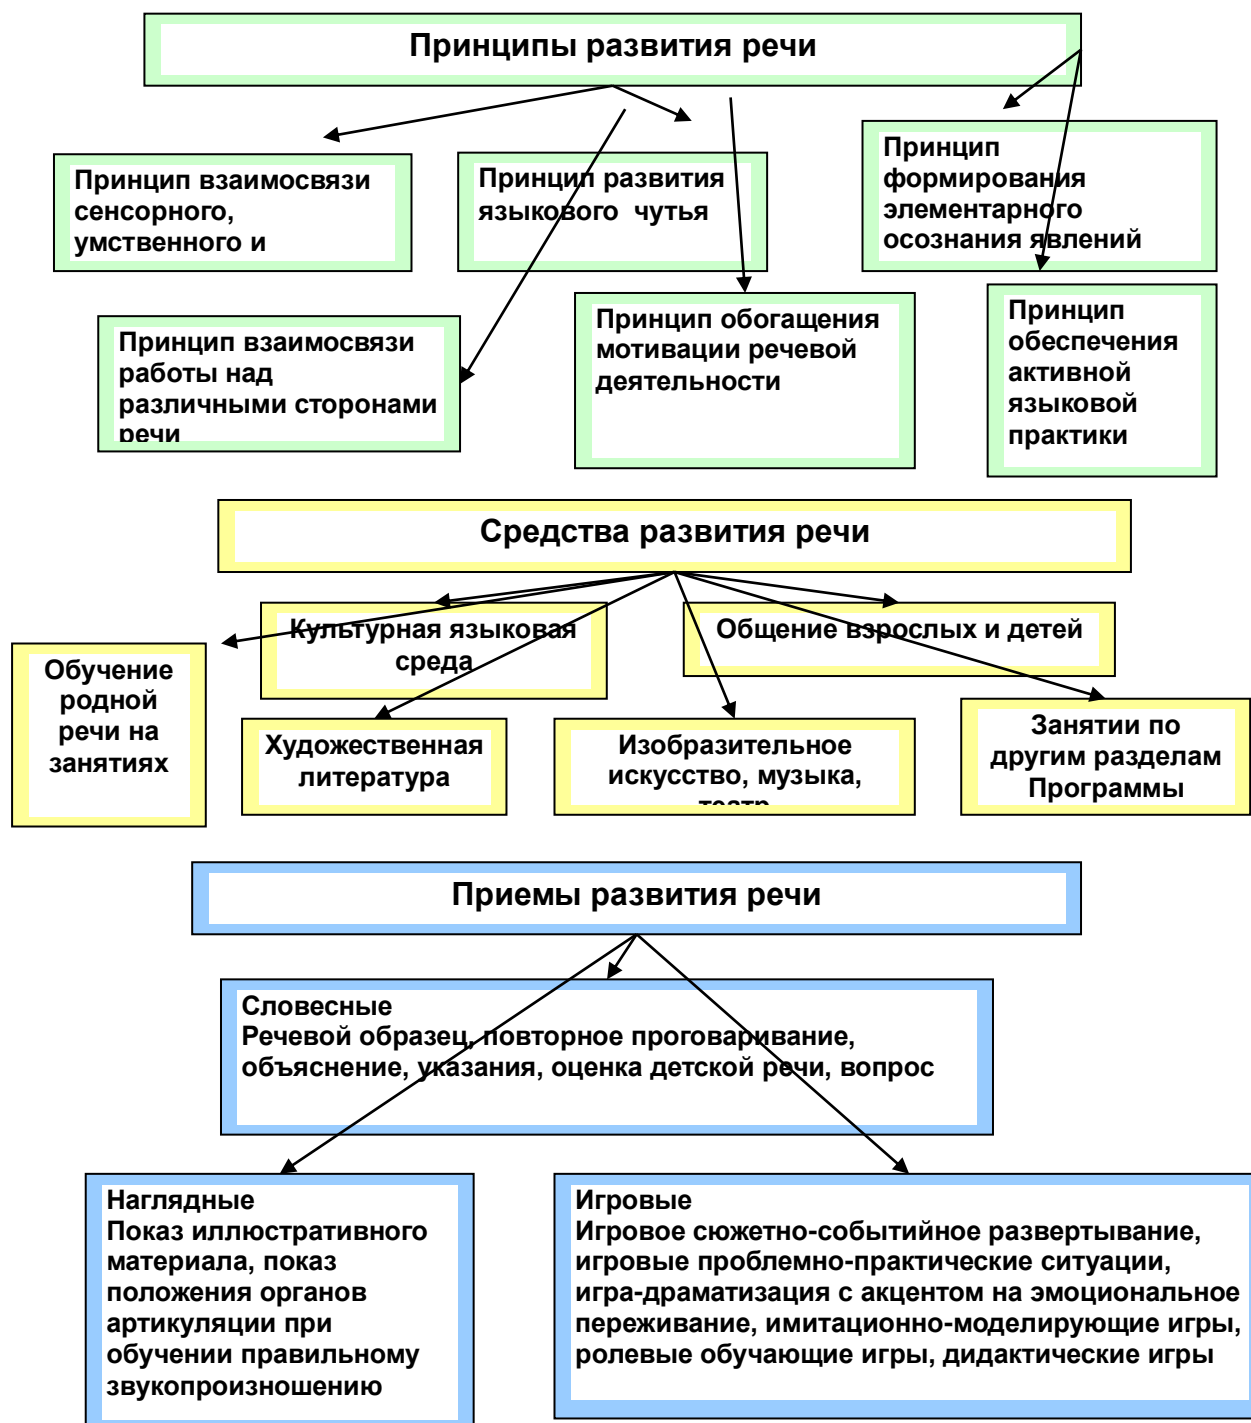 Принципы развития речи
Принцип взаимосвязи
сенсорного,
умственного и
Принцип развития
языкового чутья
Принцип
формирования
элементарного
осознания явлений
Принцип взаимосвязи
работы над
различными сторонами
речи
Принцип обогащения
мотивации речевой
деятельности
Принцип
обеспечения
активной
языковой
практики
Средства развития речи
Культурная языковая
среда
Общение взрослых и детей
Обучение
родной
речи на
занятиях
Художественная
литература
Изобразительное
искусство, музыка,
театр
Занятии по
другим разделам
Программы
Приемы развития речи
Словесные
Речевой образец, повторное проговаривание,
объяснение, указания, оценка детской речи, вопрос
Наглядные
Показ иллюстративного
материала, показ
положения органов
артикуляции при
обучении правильному
звукопроизношению
Игровые
Игровое сюжетно-событийное развертывание,
игровые проблемно-практические ситуации,
игра-драматизация с акцентом на эмоциональное
переживание, имитационно-моделирующие игры,
ролевые обучающие игры, дидактические игры